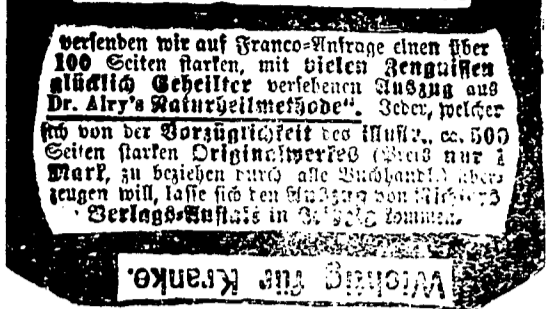 versenden wir auf Franco-Anfrage einen über
100 Seiten starken, mit vielen Zeugnissen
glücklich Geheilter versehenen Auszug aus
Dr. Airy's Naturheilmethode". Jeder, welcher
sich von der Vorzüglichkeit des illustr., ca. 500
Seiten starken Originalwerkes (Preis nur 1
Mark, zu beziehen durch alle Buchhandl.) über-
zeugen will, lasse sich den Auszug von Richters
Verlags-Anstalt in Leipzig kommen.
Wichtig für Kranke.